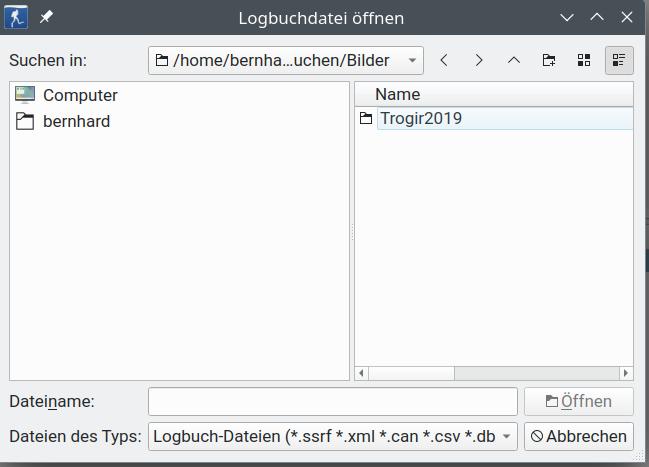 Logbuchdatei öffnen
Suchen in:
/home/bernha...uchen/Bilder
Computer
bernhard
Name
Trogir2019
Dateiname:
Öffnen
Dateien des Typs:
Logbuch-Dateien (*.ssrf *.xml *.can *.csv *.db
Abbrechen